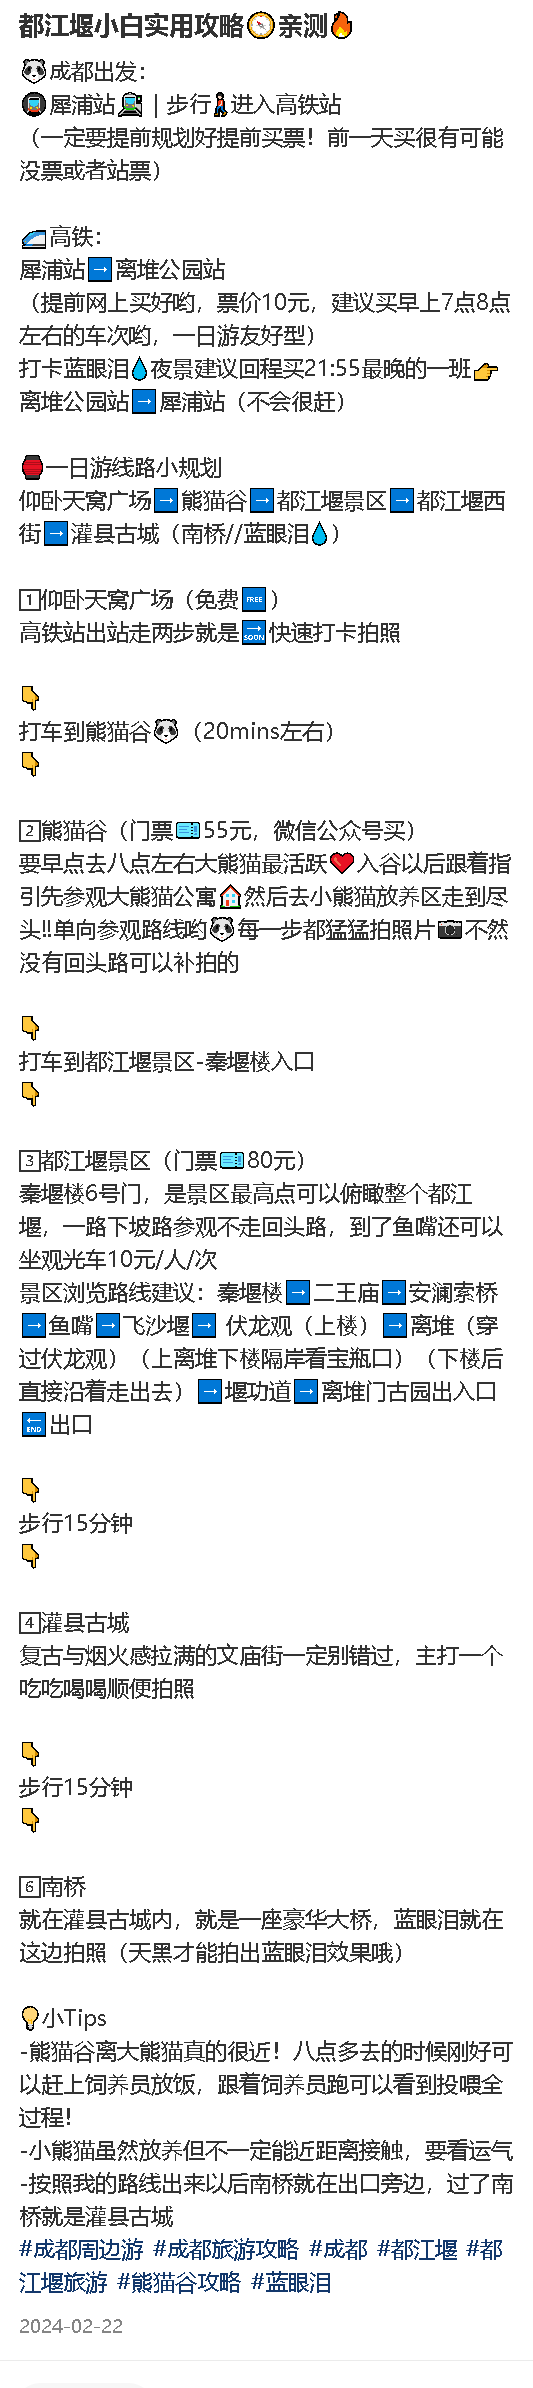 都江堰小白实用攻略🧭亲测🔥
🐼成都出发：
🚇犀浦站🚉｜步行🚶进入高铁站
（一定要提前规划好提前买票！前一天买很有可能
没票或者站票）
🚄高铁：
犀浦站➡️离堆公园站
（提前网上买好哟，票价10元，建议买早上7点8点
左右的车次哟，一日游友好型）
打卡蓝眼泪💧夜景建议回程买21:55最晚的一班👉
离堆公园站➡️犀浦站（不会很赶）
🏮一日游线路小规划
仰卧天窝广场➡️熊猫谷➡️都江堰景区➡️都江堰西
街➡️灌县古城（南桥//蓝眼泪💧）
1️⃣仰卧天窝广场（免费🆓）
高铁站出站走两步就是🔜快速打卡拍照
👇
打车到熊猫谷🐼（20mins左右）
👇
2️⃣熊猫谷（门票🎫55元，微信公众号买）
要早点去八点左右大熊猫最活跃❤️入谷以后跟着指
引先参观大熊猫公寓🏠然后去小熊猫放养区走到尽
头‼️单向参观路线哟🐼每一步都猛猛拍照片📷不然
没有回头路可以补拍的
👇
打车到都江堰景区-秦堰楼入口
👇
3️⃣都江堰景区（门票🎫80元）
秦堰楼6号门，是景区最高点可以俯瞰整个都江
堰，一路下坡路参观不走回头路，到了鱼嘴还可以
坐观光车10元/人/次
景区浏览路线建议：秦堰楼➡️二王庙➡️安澜索桥
➡️鱼嘴➡️飞沙堰➡️ 伏龙观（上楼）➡️离堆（穿
过伏龙观）（上离堆下楼隔岸看宝瓶口）（下楼后
直接沿着走出去）➡️堰功道➡️离堆门古园出入口
🔚出口
👇
步行15分钟
👇
4️⃣灌县古城
复古与烟火感拉满的文庙街一定别错过，主打一个
吃吃喝喝顺便拍照
👇
步行15分钟
👇
6️⃣南桥
就在灌县古城内，就是一座豪华大桥，蓝眼泪就在
这边拍照（天黑才能拍出蓝眼泪效果哦）
💡小Tips
-熊猫谷离大熊猫真的很近！八点多去的时候刚好可
以赶上饲养员放饭，跟着饲养员跑可以看到投喂全
过程！
-小熊猫虽然放养但不一定能近距离接触，要看运气
-按照我的路线出来以后南桥就在出口旁边，过了南
桥就是灌县古城
#成都周边游 #成都旅游攻略 #成都 #都江堰 #都
江堰旅游 #熊猫谷攻略 #蓝眼泪
2024-02-22